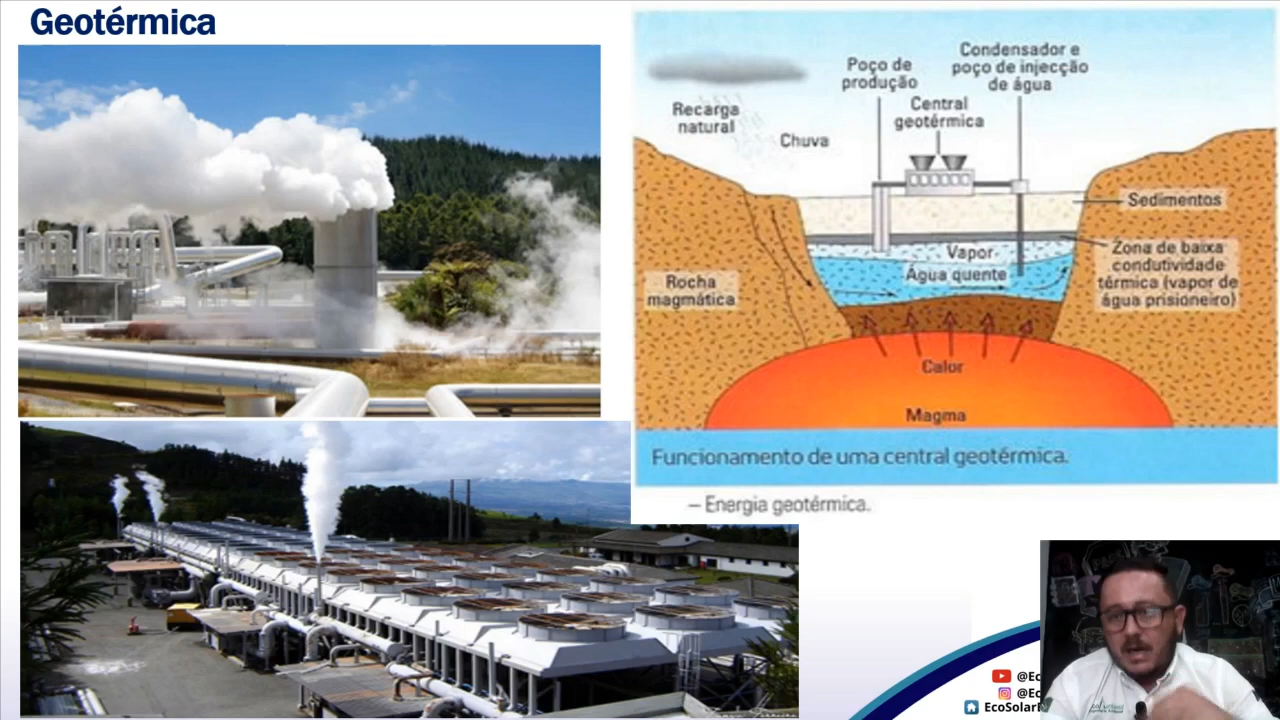 Geotérmica
Condensador e
poço de injecção
de água
Poço de
produção
Central
geotérmica
Recarga
natural
Chuva
Sedimentos
Zona de baixa
condutividade
térmica (vapor de
água prisioneiro)
Vapor
Água quente
Rocha
magmática
Calor
Magma
Funcionamento de uma central geotérmica.
– Energia geotérmica.
@Ec
@Ec
EcoSolar